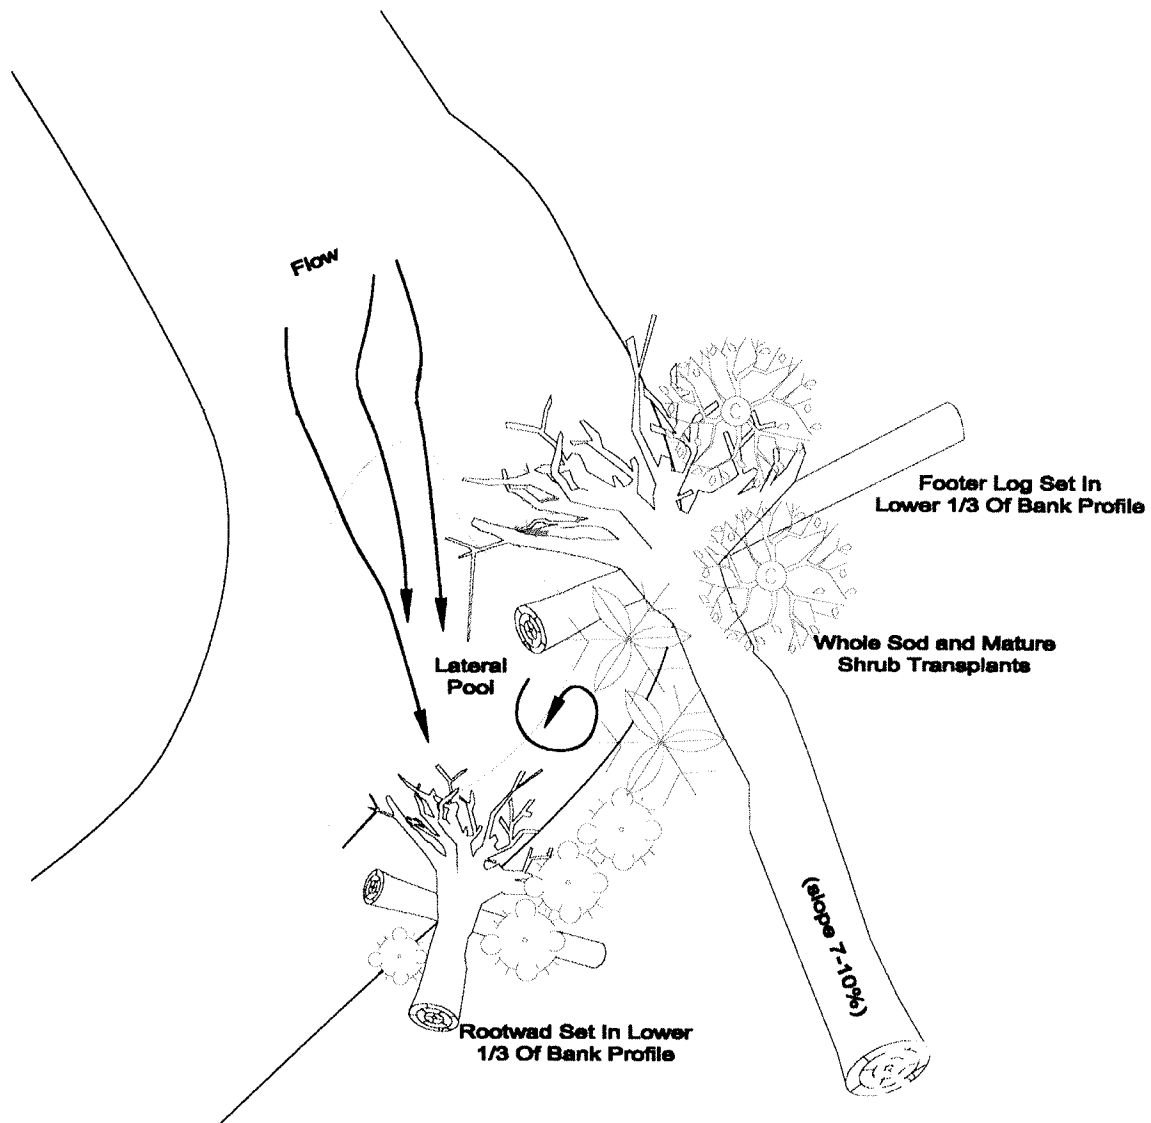 Flow
Footer Log Set In
Lower 1/3 Of Bank Profile
C
C
Whole Sod and Mature
Shrub Transplants
Lateral
Pool
(slope 7-10%)
Rootwad Set In Lower
1/3 Of Bank Profile